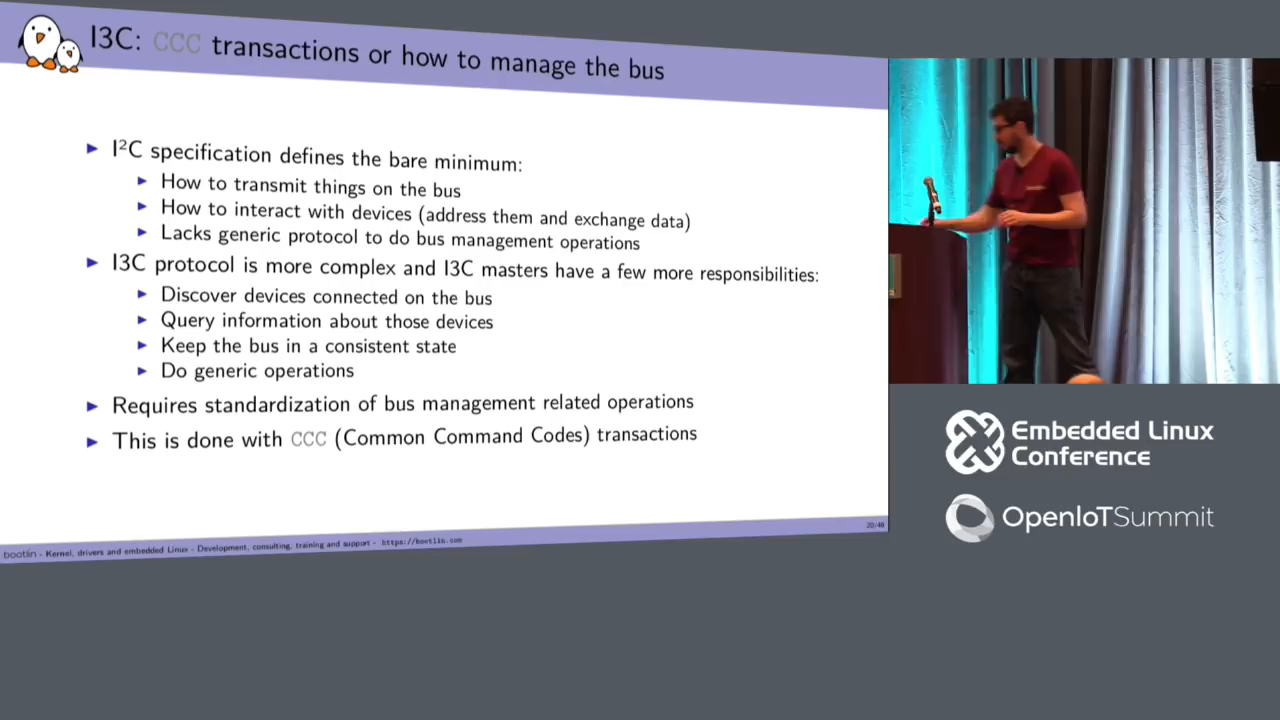 I3C: CCC transactions or how to manage the bus
I²C specification defines the bare minimum:
How to transmit things on the bus
How to interact with devices (address them and exchange data)
Lacks generic protocol to do bus management operations
I3C protocol is more complex and I3C masters have a few more responsibilities:
Discover devices connected on the bus
Query information about those devices
Keep the bus in a consistent state
Do generic operations
Requires standardization of bus management related operations
This is done with CCC (Common Command Codes) transactions
bootlin - Kernel, drivers and embedded Linux - Development, consulting, training and support - https://bootlin.com
20/48
Embedded Linux
Conference
OpenIoTSummit